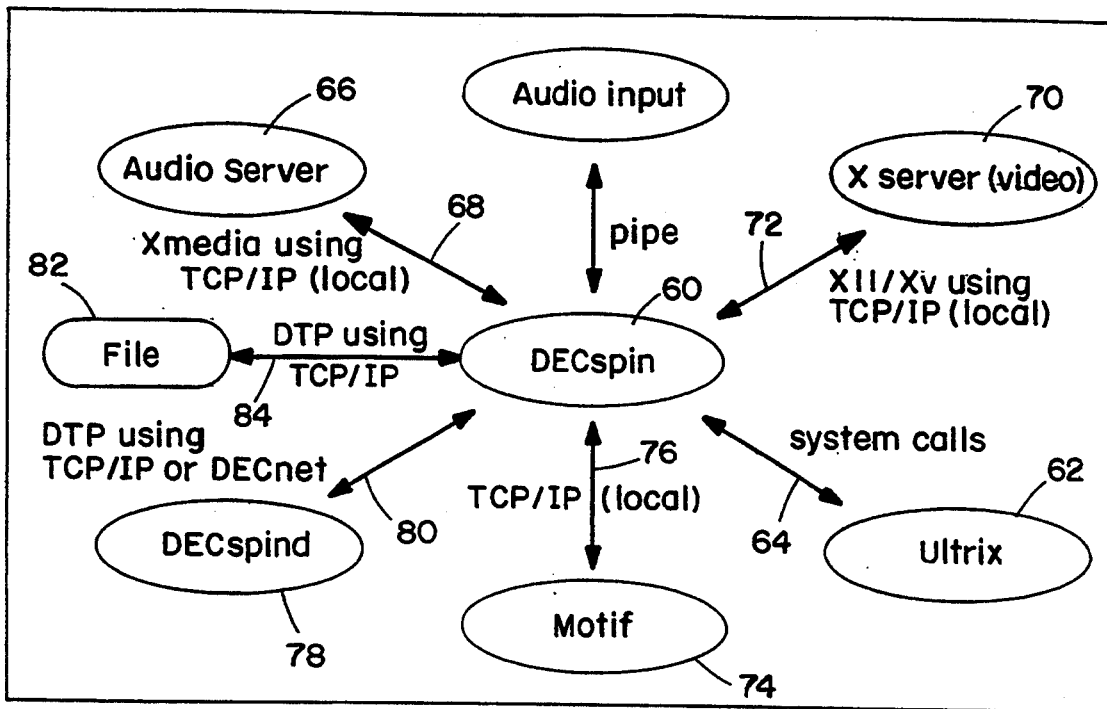 Audio input
66
70
Audio Server
X server (video)
68
72
pipe
Xmedia using
TCP/IP (local)
X11/Xv using
TCP/IP (local)
82
60
File
DTP using
TCP/IP
DECspin
84
DTP using
TCP/IP or DECnet
76
system calls
TCP/IP (local)
62
80
64
DECspind
Ultrix
Motif
78
74